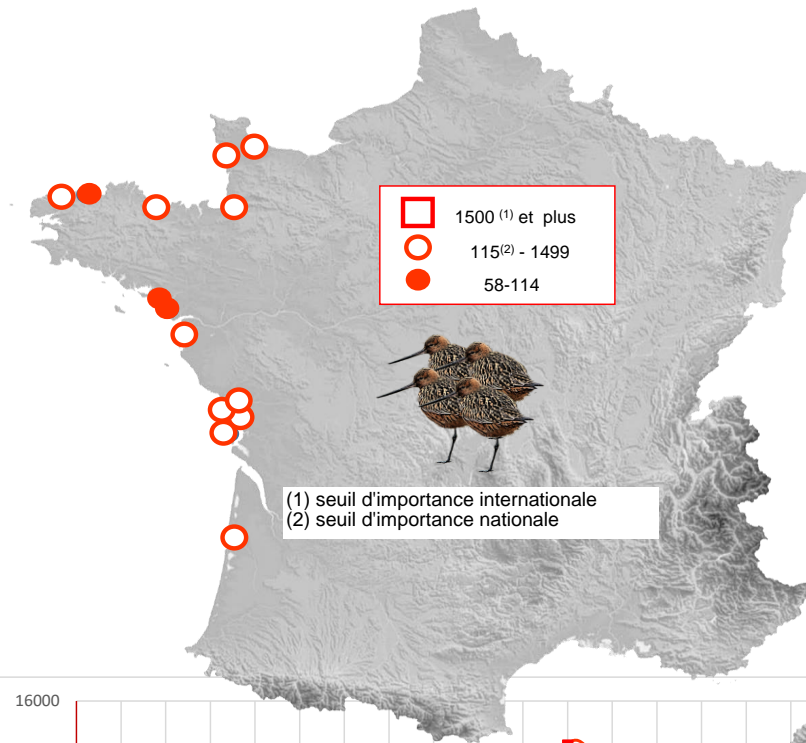 1500 (1) et plus
115(2) - 1499
58-114
(1) seuil d'importance internationale
(2) seuil d'importance nationale
16000